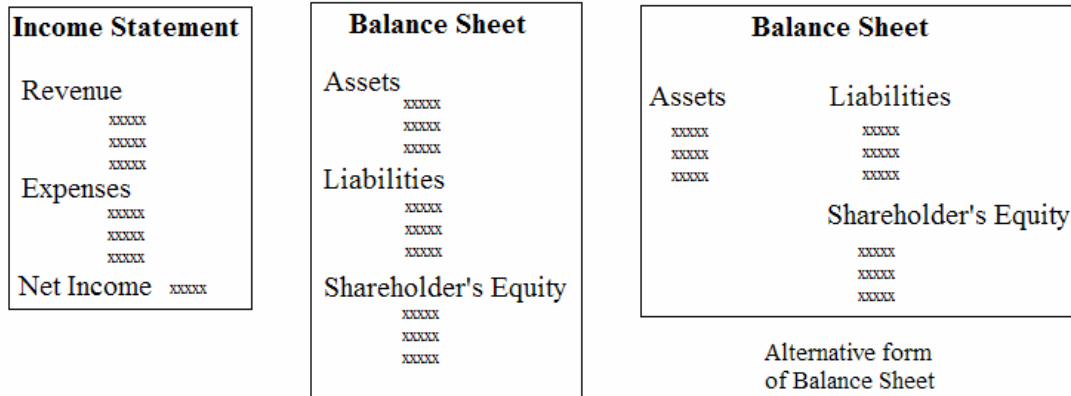 Income Statement
Revenue
xxxxx
xxxxx
xxxxx
Expenses
xxxxx
xxxxx
xxxxx
Net Income xxxxx
Balance Sheet
Assets
xxxxx
xxxxx
xxxxx
Liabilities
xxxxx
xxxxx
xxxxx
Shareholder's Equity
xxxxx
xxxxx
xxxxx
Balance Sheet
Assets
xxxxx
xxxxx
xxxxx
Liabilities
xxxxx
xxxxx
xxxxx
Shareholder's Equity
xxxxx
xxxxx
xxxxx
Alternative form
of Balance Sheet